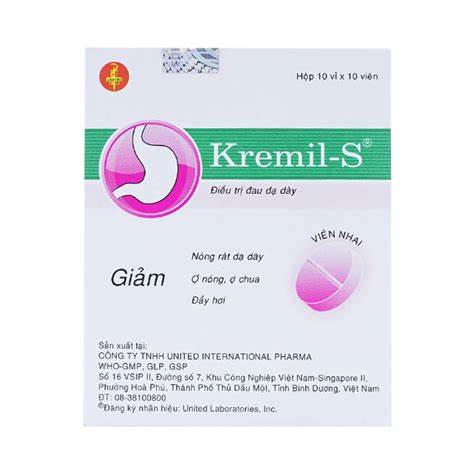 Hộp 10 vỉ x 10 viên
Kremil-S®
Điều trị đau dạ dày
VIÊN NHAI
Giảm
Nóng rát dạ dày
Ợ nóng, ợ chua
Đầy hơi
Sản xuất tại:
CÔNG TY TNHH UNITED INTERNATIONAL PHARMA
WHO-GMP, GLP, GSP
Số 16 VSIP II, Đường số 7, Khu Công Nghiệp Việt Nam-Singapore II,
Phường Hoà Phú, Thành Phố Thủ Dầu Một, Tỉnh Bình Dương, Việt Nam
ĐT: 08-38100800
®Đăng ký nhãn hiệu: United Laboratories, Inc.